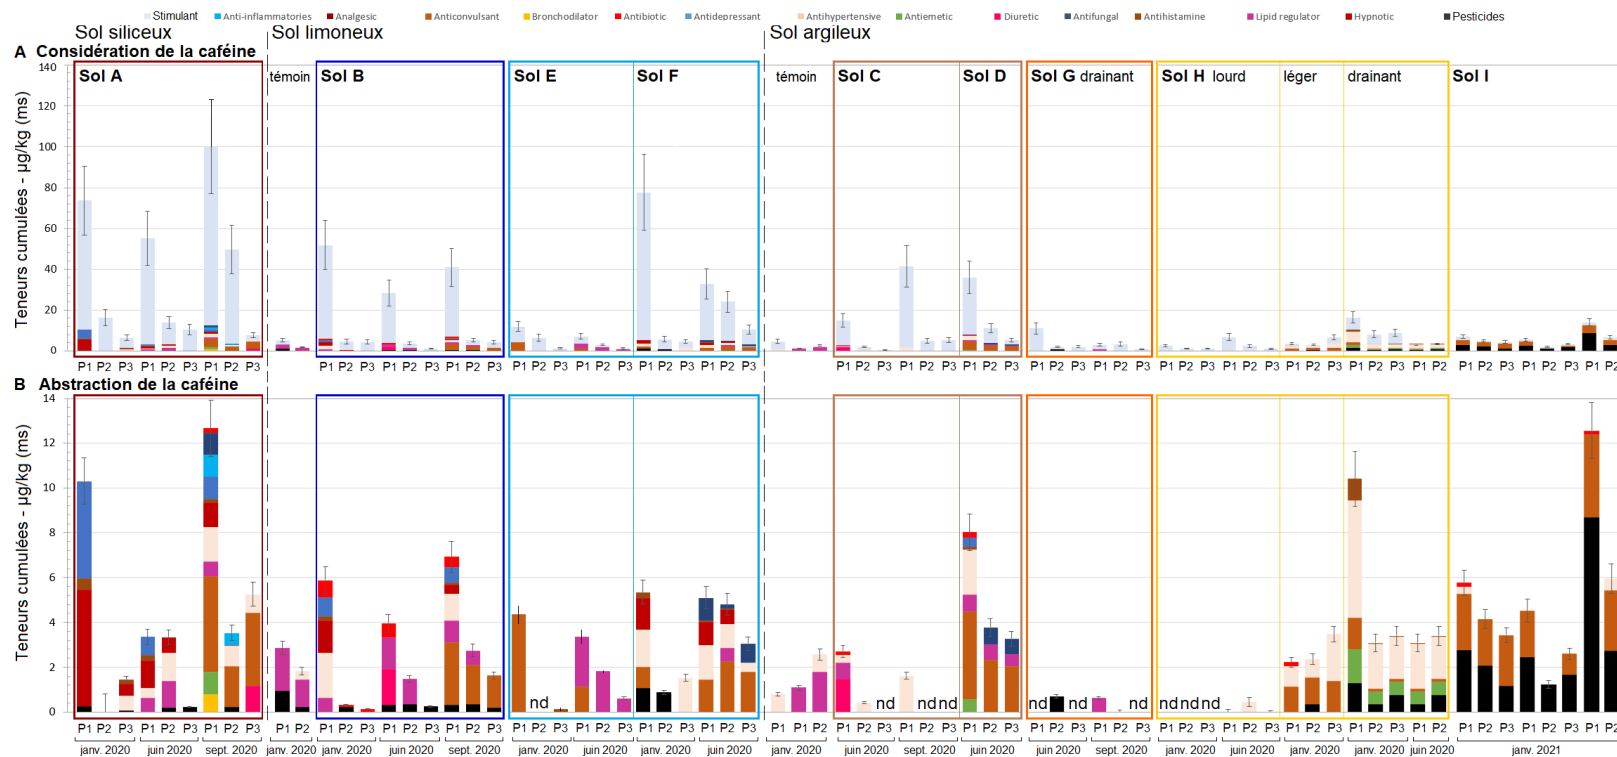 Stimulant Anti-inflammatories Analgesic Anticonvulsant Bronchodilator Antibiotic Antidepressant Antihypertensive Antiemetic Diuretic Antifungal Antihistamine Lipid regulator Hypnotic Pesticides
Sol siliceux Sol limoneux Sol argileux
A Considération de la caféine
Teneurs cumulées - µg/kg (ms)
140
120
100
80
60
40
20
0
Sol A témoin Sol B Sol E Sol F témoin Sol C Sol D Sol G drainant Sol H lourd léger drainant Sol I
P1 P2 P3 P1 P2 P3 P1 P2 P3 P1 P2 P1 P2 P3 P1 P2 P3 P1 P2 P3 P1 P2 P3 P1 P2 P3 P1 P2 P3 P1 P2 P3 P1 P2 P3 P1 P2 P3 P1 P2 P3 P1 P2 P3 P1 P2 P3 P1 P2 P3 P1 P2 P3 P1 P2 P3 P1 P2 P3 P1 P2 P3 P1 P2 P1 P2 P3 P1 P2 P3 P1 P2
B Abstraction de la caféine
Teneurs cumulées - µg/kg (ms)
14
12
10
8
6
4
2
0
nd nd nd nd nd nd nd nd nd nd
P1 P2 P3 P1 P2 P3 P1 P2 P3 P1 P2 P1 P2 P3 P1 P2 P3 P1 P2 P3 P1 P2 P3 P1 P2 P3 P1 P2 P3 P1 P2 P3 P1 P2 P3 P1 P2 P3 P1 P2 P3 P1 P2 P3 P1 P2 P3 P1 P2 P3 P1 P2 P3 P1 P2 P3 P1 P2 P3 P1 P2 P3 P1 P2 P1 P2 P3 P1 P2 P3 P1 P2
janv. 2020 juin 2020 sept. 2020 janv. 2020 janv. 2020 juin 2020 sept. 2020 janv. 2020 juin 2020 janv. 2020 juin 2020 janv. 2020 juin 2020 sept. 2020 juin 2020 juin 2020 sept. 2020 janv. 2020 juin 2020 janv. 2020 janv. 2020 juin 2020 janv. 2021